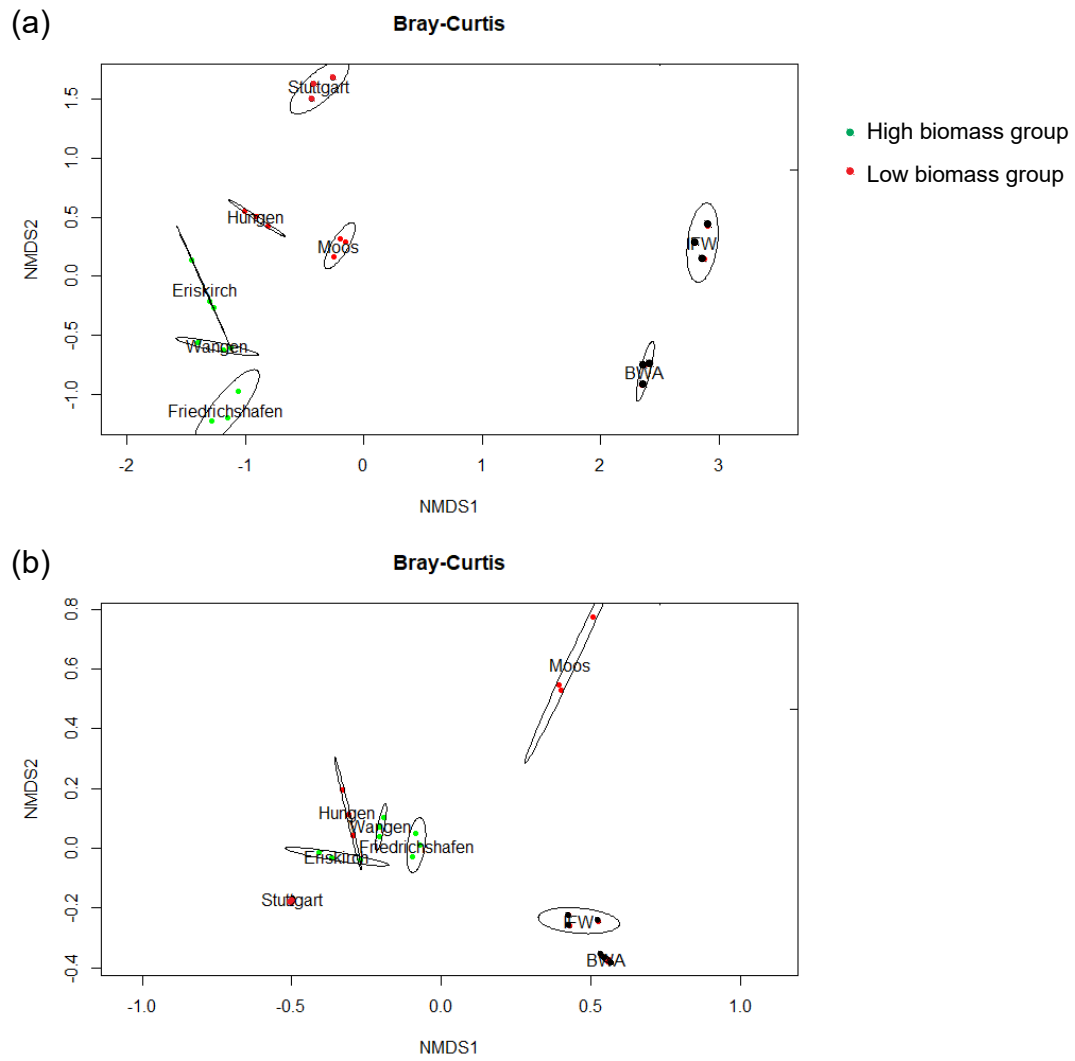 (a)
Bray-Curtis
High biomass group
Low biomass group
NMDS2
1.5
1.0
0.5
0.0
-0.5
-1.0
Stuttgart
Hungen
Moos
FW
Eriskirch
Wangen
BWA
Friedrichshafen
-2 -1 0 1 2 3
NMDS1
(b)
Bray-Curtis
NMDS2
0.8
0.6
0.4
0.2
0.0
-0.2
-0.4
Moos
Hungen
Wangen
Friedrichshafen
Eriskirch
Stuttgart
FW
BWA
-1.0 -0.5 0.0 0.5 1.0
NMDS1